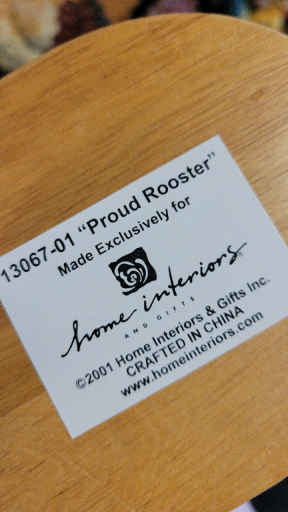 13067-01 "Proud Rooster"
Made Exclusively for
home interiors®
AND GIFTS
©2001 Home Interiors & Gifts Inc.
CRAFTED IN CHINA
www.homeinteriors.com